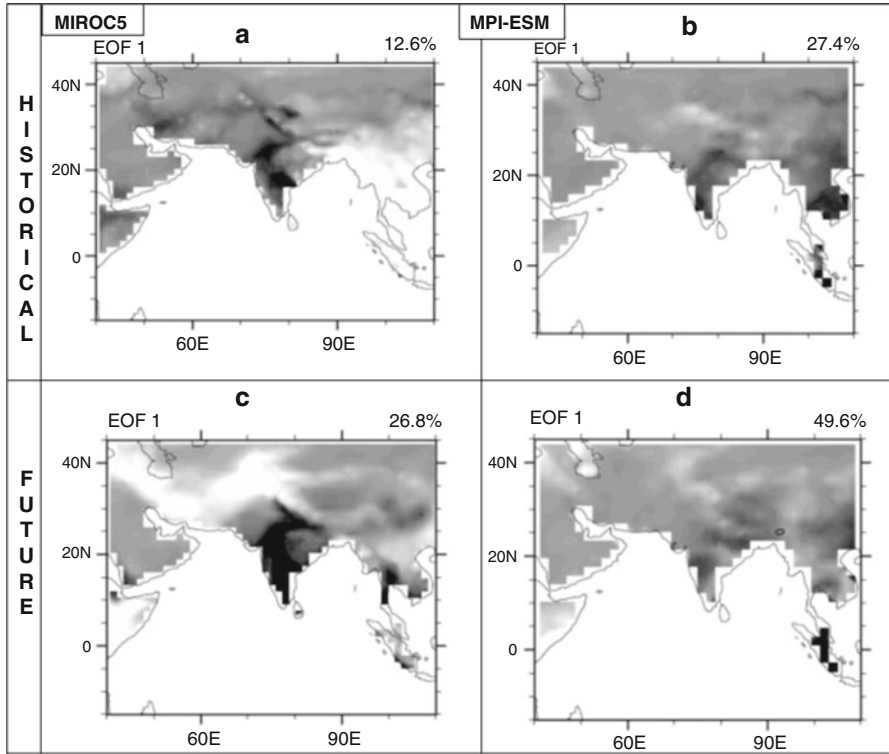 MIROC5
MPI-ESM
HISTORICAL
a
EOF 1
12.6%
40N
20N
0
60E
90E
b
EOF 1
27.4%
40N
20N
0
60E
90E
FUTURE
c
EOF 1
26.8%
40N
20N
0
60E
90E
d
EOF 1
49.6%
40N
20N
0
60E
90E